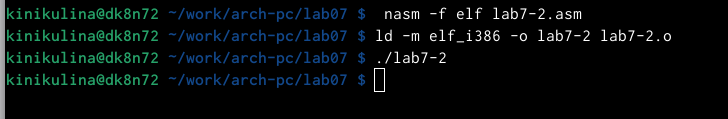 kinikulina@dk8n72 ~/work/arch-pc/lab07 $  nasm -f elf lab7-2.asm
kinikulina@dk8n72 ~/work/arch-pc/lab07 $ ld -m elf_i386 -o lab7-2 lab7-2.o
kinikulina@dk8n72 ~/work/arch-pc/lab07 $ ./lab7-2
kinikulina@dk8n72 ~/work/arch-pc/lab07 $